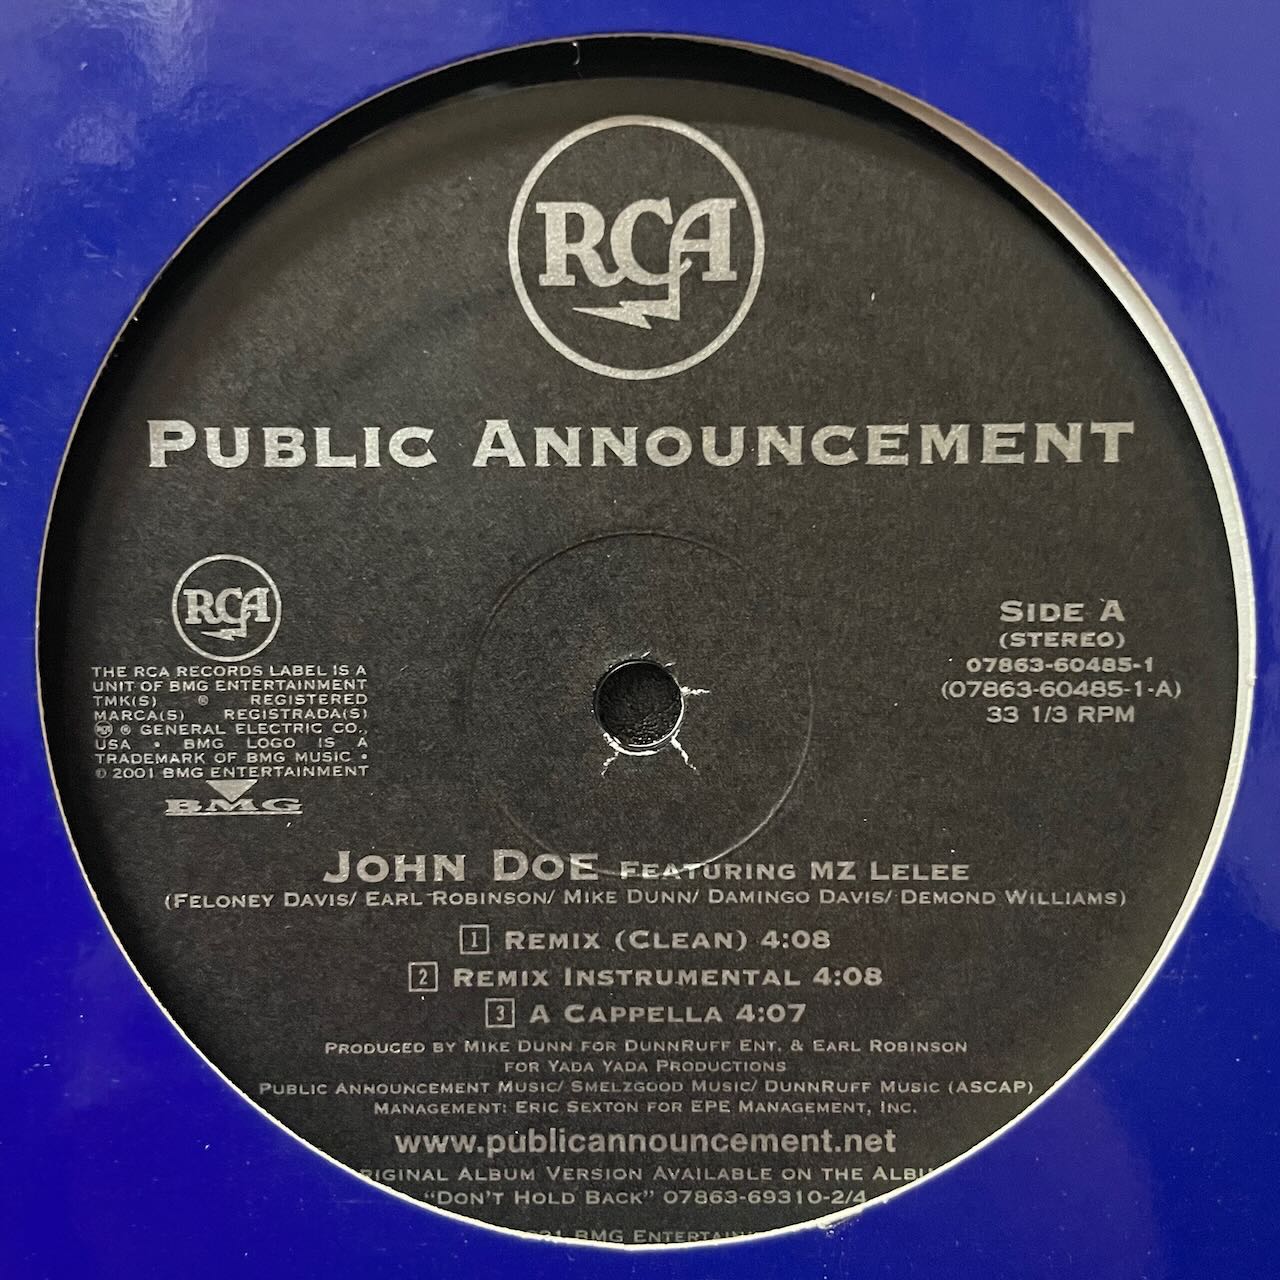 RCA
PUBLIC ANNOUNCEMENT
RCA
THE RCA RECORDS LABEL IS A
UNIT OF BMG ENTERTAINMENT
TMK(S) ® REGISTERED
MARCA(S) REGISTRADA(S)
RCA ® GENERAL ELECTRIC CO.,
USA • BMG LOGO IS A
TRADEMARK OF BMG MUSIC •
© 2001 BMG ENTERTAINMENT
BMG
SIDE A
(STEREO)
07863-60485-1
(07863-60485-1-A)
33 1/3 RPM
JOHN DOE FEATURING MZ LELEE
(FELONEY DAVIS/ EARL ROBINSON/ MIKE DUNN/ DAMINGO DAVIS/ DEMOND WILLIAMS)
1 REMIX (CLEAN) 4:08
2 REMIX INSTRUMENTAL 4:08
3 A CAPPELLA 4:07
PRODUCED BY MIKE DUNN FOR DUNNRUFF ENT. & EARL ROBINSON
FOR YADA YADA PRODUCTIONS
PUBLIC ANNOUNCEMENT MUSIC/ SMELZGOOD MUSIC/ DUNNRUFF MUSIC (ASCAP)
MANAGEMENT: ERIC SEXTON FOR EPE MANAGEMENT, INC.
www.publicannouncement.net
RIGINAL ALBUM VERSION AVAILABLE ON THE ALBU
"DON'T HOLD BACK" 07863-69310-2/4
BMG ENTERTAIN